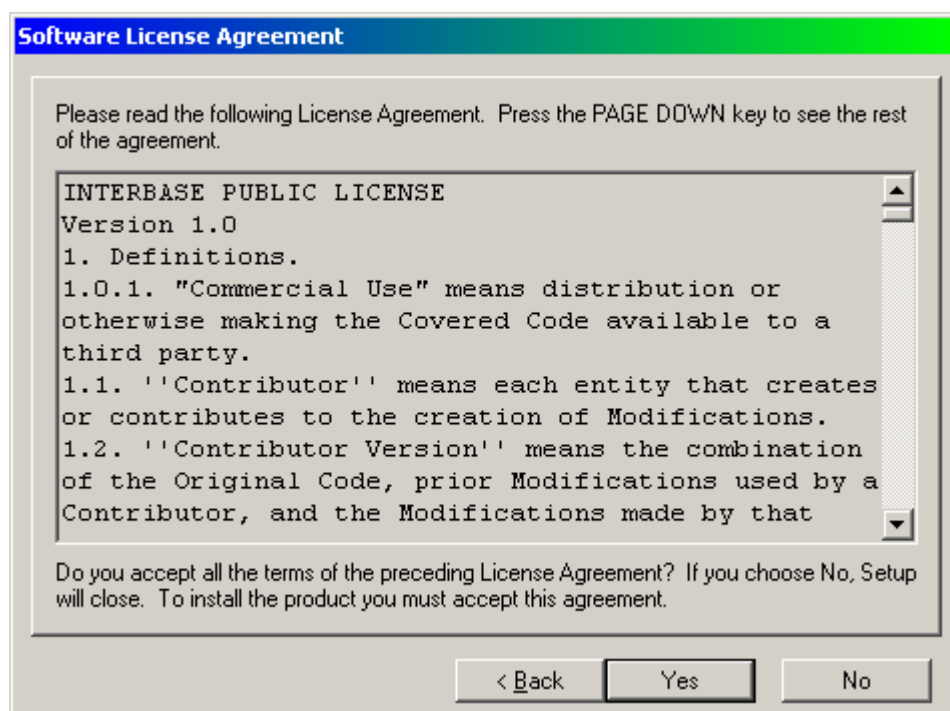 Software License Agreement
Please read the following License Agreement.  Press the PAGE DOWN key to see the rest
of the agreement.
INTERBASE PUBLIC LICENSE
Version 1.0
1. Definitions.
1.0.1. "Commercial Use" means distribution or
otherwise making the Covered Code available to a
third party.
1.1. ''Contributor'' means each entity that creates
or contributes to the creation of Modifications.
1.2. ''Contributor Version'' means the combination
of the Original Code, prior Modifications used by a
Contributor, and the Modifications made by that
Do you accept all the terms of the preceding License Agreement?  If you choose No, Setup
will close.  To install the product you must accept this agreement.
< Back
Yes
No